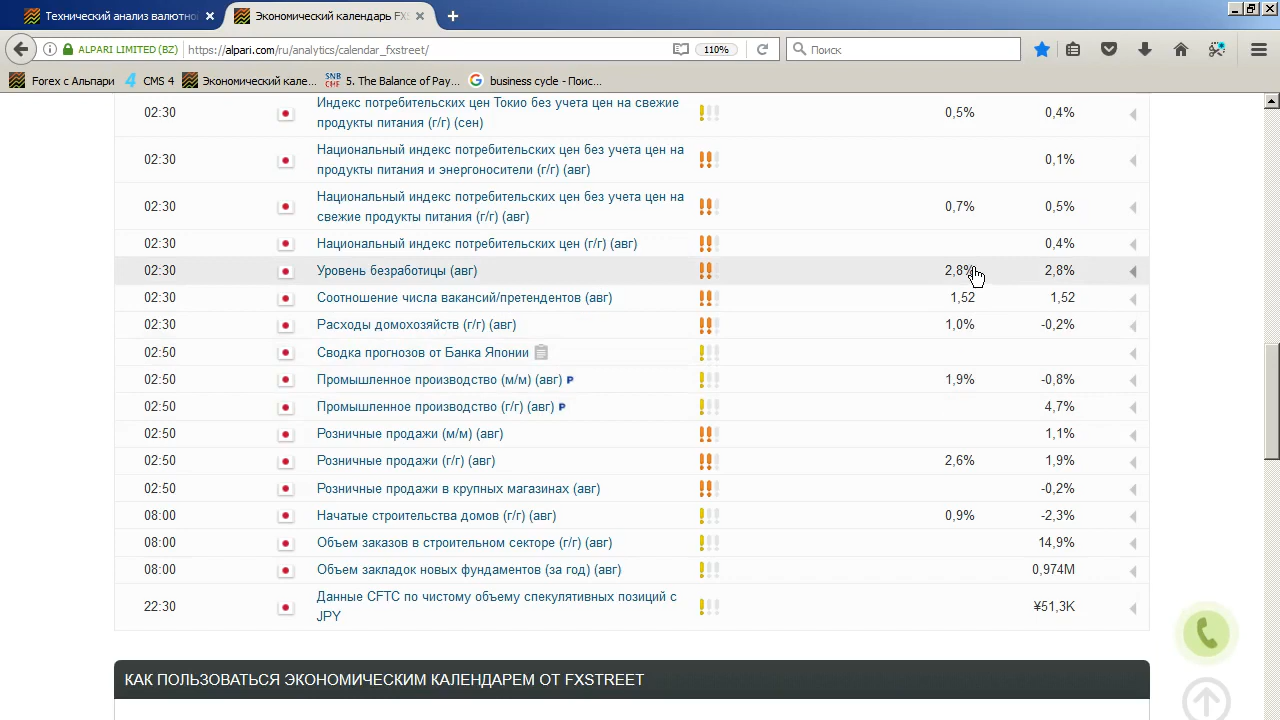 Технический анализ валютно
Экономический календарь FXS
ALPARI LIMITED (BZ)
https://alpari.com/ru/analytics/calendar_fxstreet/
110%
Поиск
Forex с Альпари
CMS 4
Экономический кале...
SNB CHF
5. The Balance of Pay...
business cycle - Поис...
02:30 Индекс потребительских цен Токио без учета цен на свежие 0,5% 0,4%
продукты питания (г/г) (сен)
02:30 Национальный индекс потребительских цен без учета цен на 0,1%
продукты питания и энергоносители (г/г) (авг)
02:30 Национальный индекс потребительских цен без учета цен на 0,7% 0,5%
свежие продукты питания (г/г) (авг)
02:30 Национальный индекс потребительских цен (г/г) (авг) 0,4%
02:30 Уровень безработицы (авг) 2,8% 2,8%
02:30 Соотношение числа вакансий/претендентов (авг) 1,52 1,52
02:30 Расходы домохозяйств (г/г) (авг) 1,0% -0,2%
02:50 Сводка прогнозов от Банка Японии
02:50 Промышленное производство (м/м) (авг) P 1,9% -0,8%
02:50 Промышленное производство (г/г) (авг) P 4,7%
02:50 Розничные продажи (м/м) (авг) 1,1%
02:50 Розничные продажи (г/г) (авг) 2,6% 1,9%
02:50 Розничные продажи в крупных магазинах (авг) -0,2%
08:00 Начатые строительства домов (г/г) (авг) 0,9% -2,3%
08:00 Объем заказов в строительном секторе (г/г) (авг) 14,9%
08:00 Объем закладок новых фундаментов (за год) (авг) 0,974M
22:30 Данные CFTC по чистому объему спекулятивных позиций с ¥51,3K
JPY
КАК ПОЛЬЗОВАТЬСЯ ЭКОНОМИЧЕСКИМ КАЛЕНДАРЕМ ОТ FXSTREET